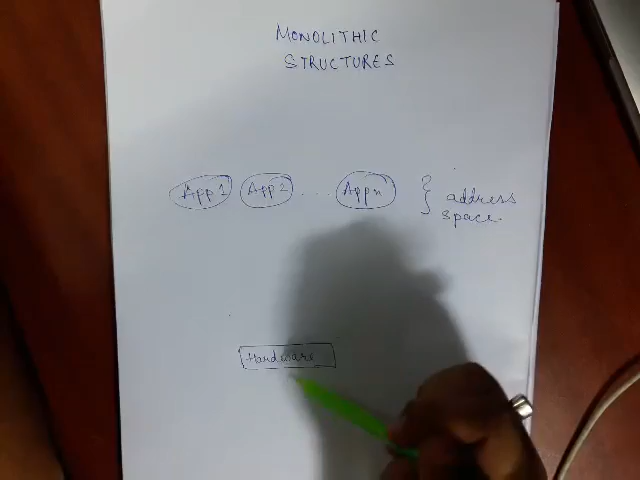 MONOLITHIC
STRUCTURES
App 1 App 2 ... App n } address
space.
Hardware